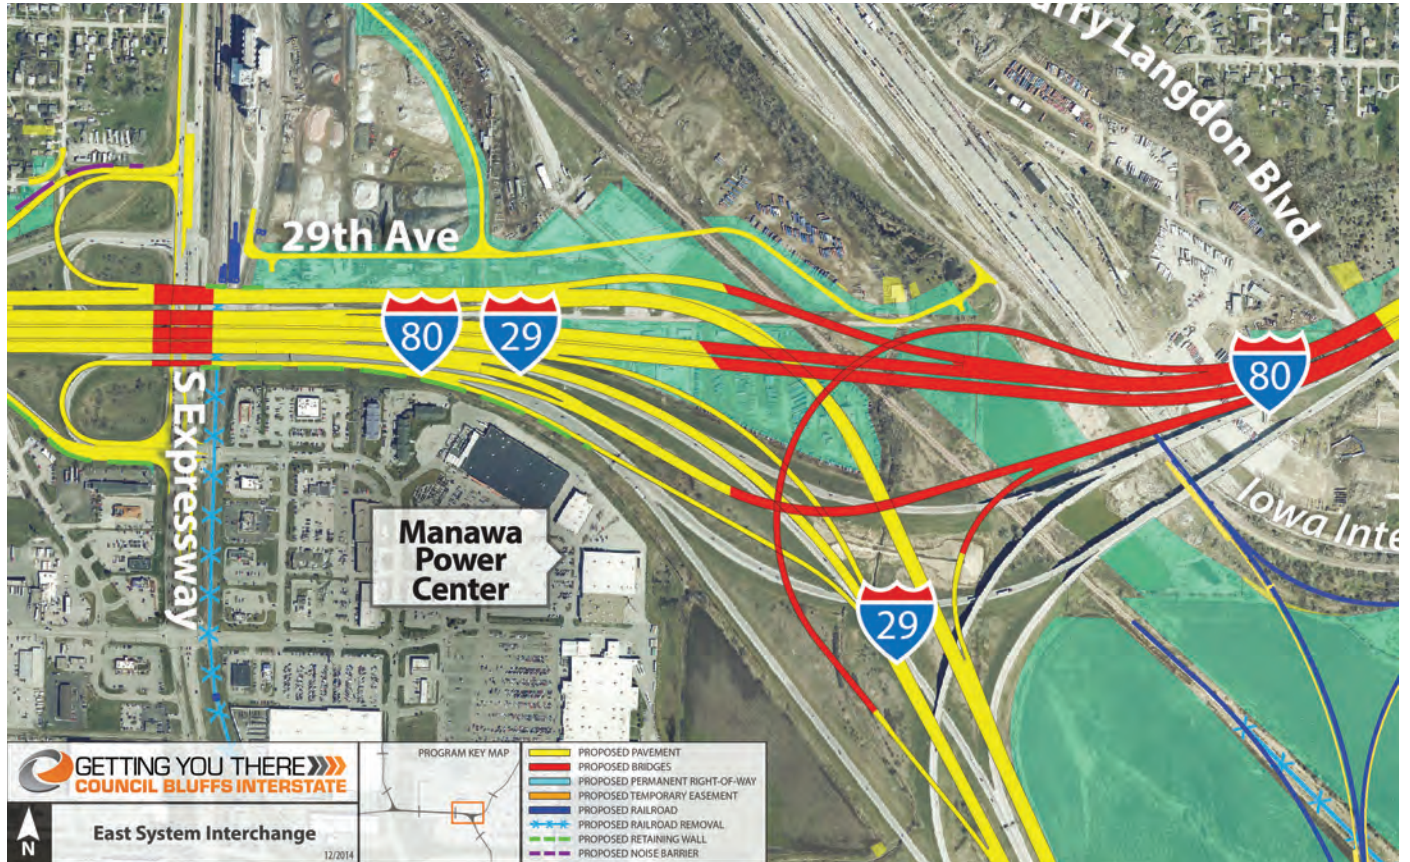 arry Langdon Blvd
29th Ave
80
29
80
S Expressway
Manawa
Power
Center
Iowa Inte
29
GETTING YOU THERE
COUNCIL BLUFFS INTERSTATE
N
East System Interchange
12/2014
PROGRAM KEY MAP
PROPOSED PAVEMENT
PROPOSED BRIDGES
PROPOSED PERMANENT RIGHT-OF-WAY
PROPOSED TEMPORARY EASEMENT
PROPOSED RAILROAD
PROPOSED RAILROAD REMOVAL
PROPOSED RETAINING WALL
PROPOSED NOISE BARRIER